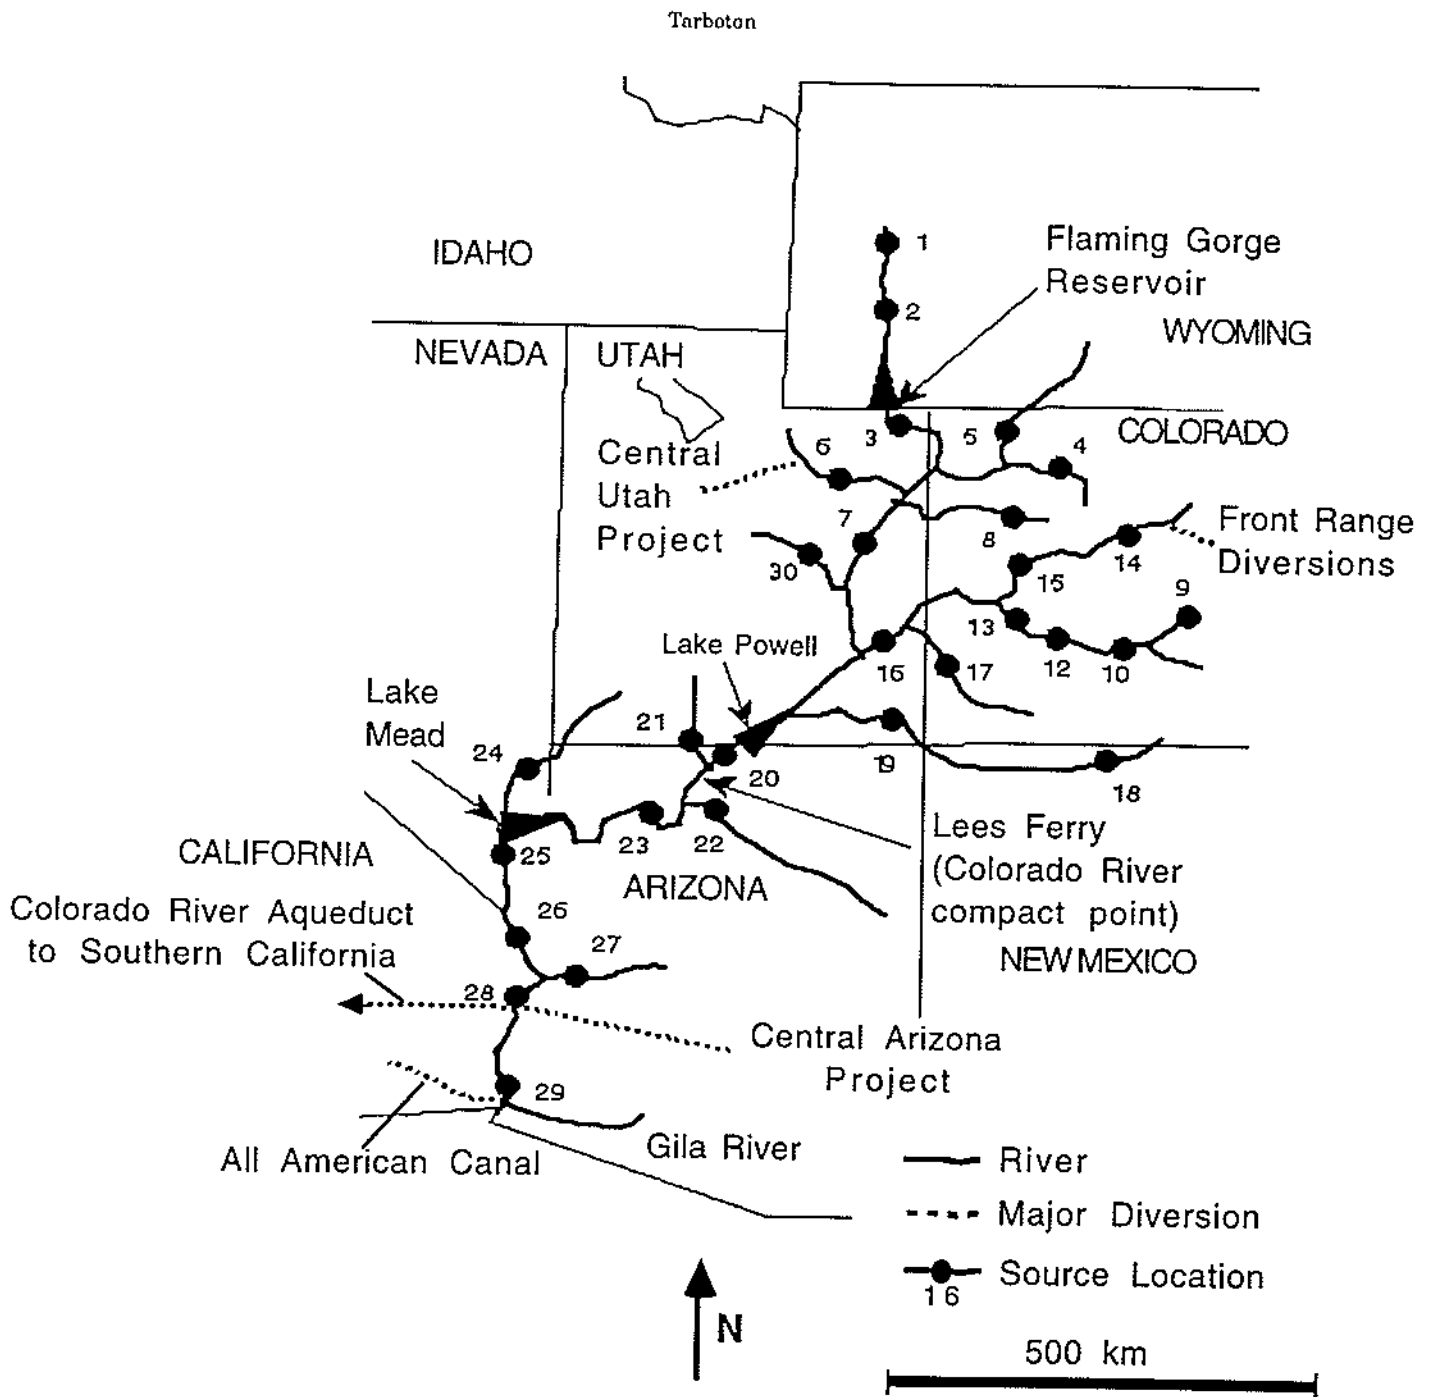 Tarboton
1
Flaming Gorge
Reservoir
IDAHO
2
WYOMING
NEVADA
UTAH
3
5
COLORADO
4
6
Central
Utah
Project
7
8
Front Range
Diversions
14
30
15
9
13
12
10
Lake Powell
16
17
Lake
Mead
21
24
20
19
18
23
22
Lees Ferry
(Colorado River
compact point)
CALIFORNIA
25
ARIZONA
Colorado River Aqueduct
to Southern California
26
27
NEW MEXICO
28
Central Arizona
Project
29
All American Canal
Gila River
River
Major Diversion
Source Location
16
N
500 km